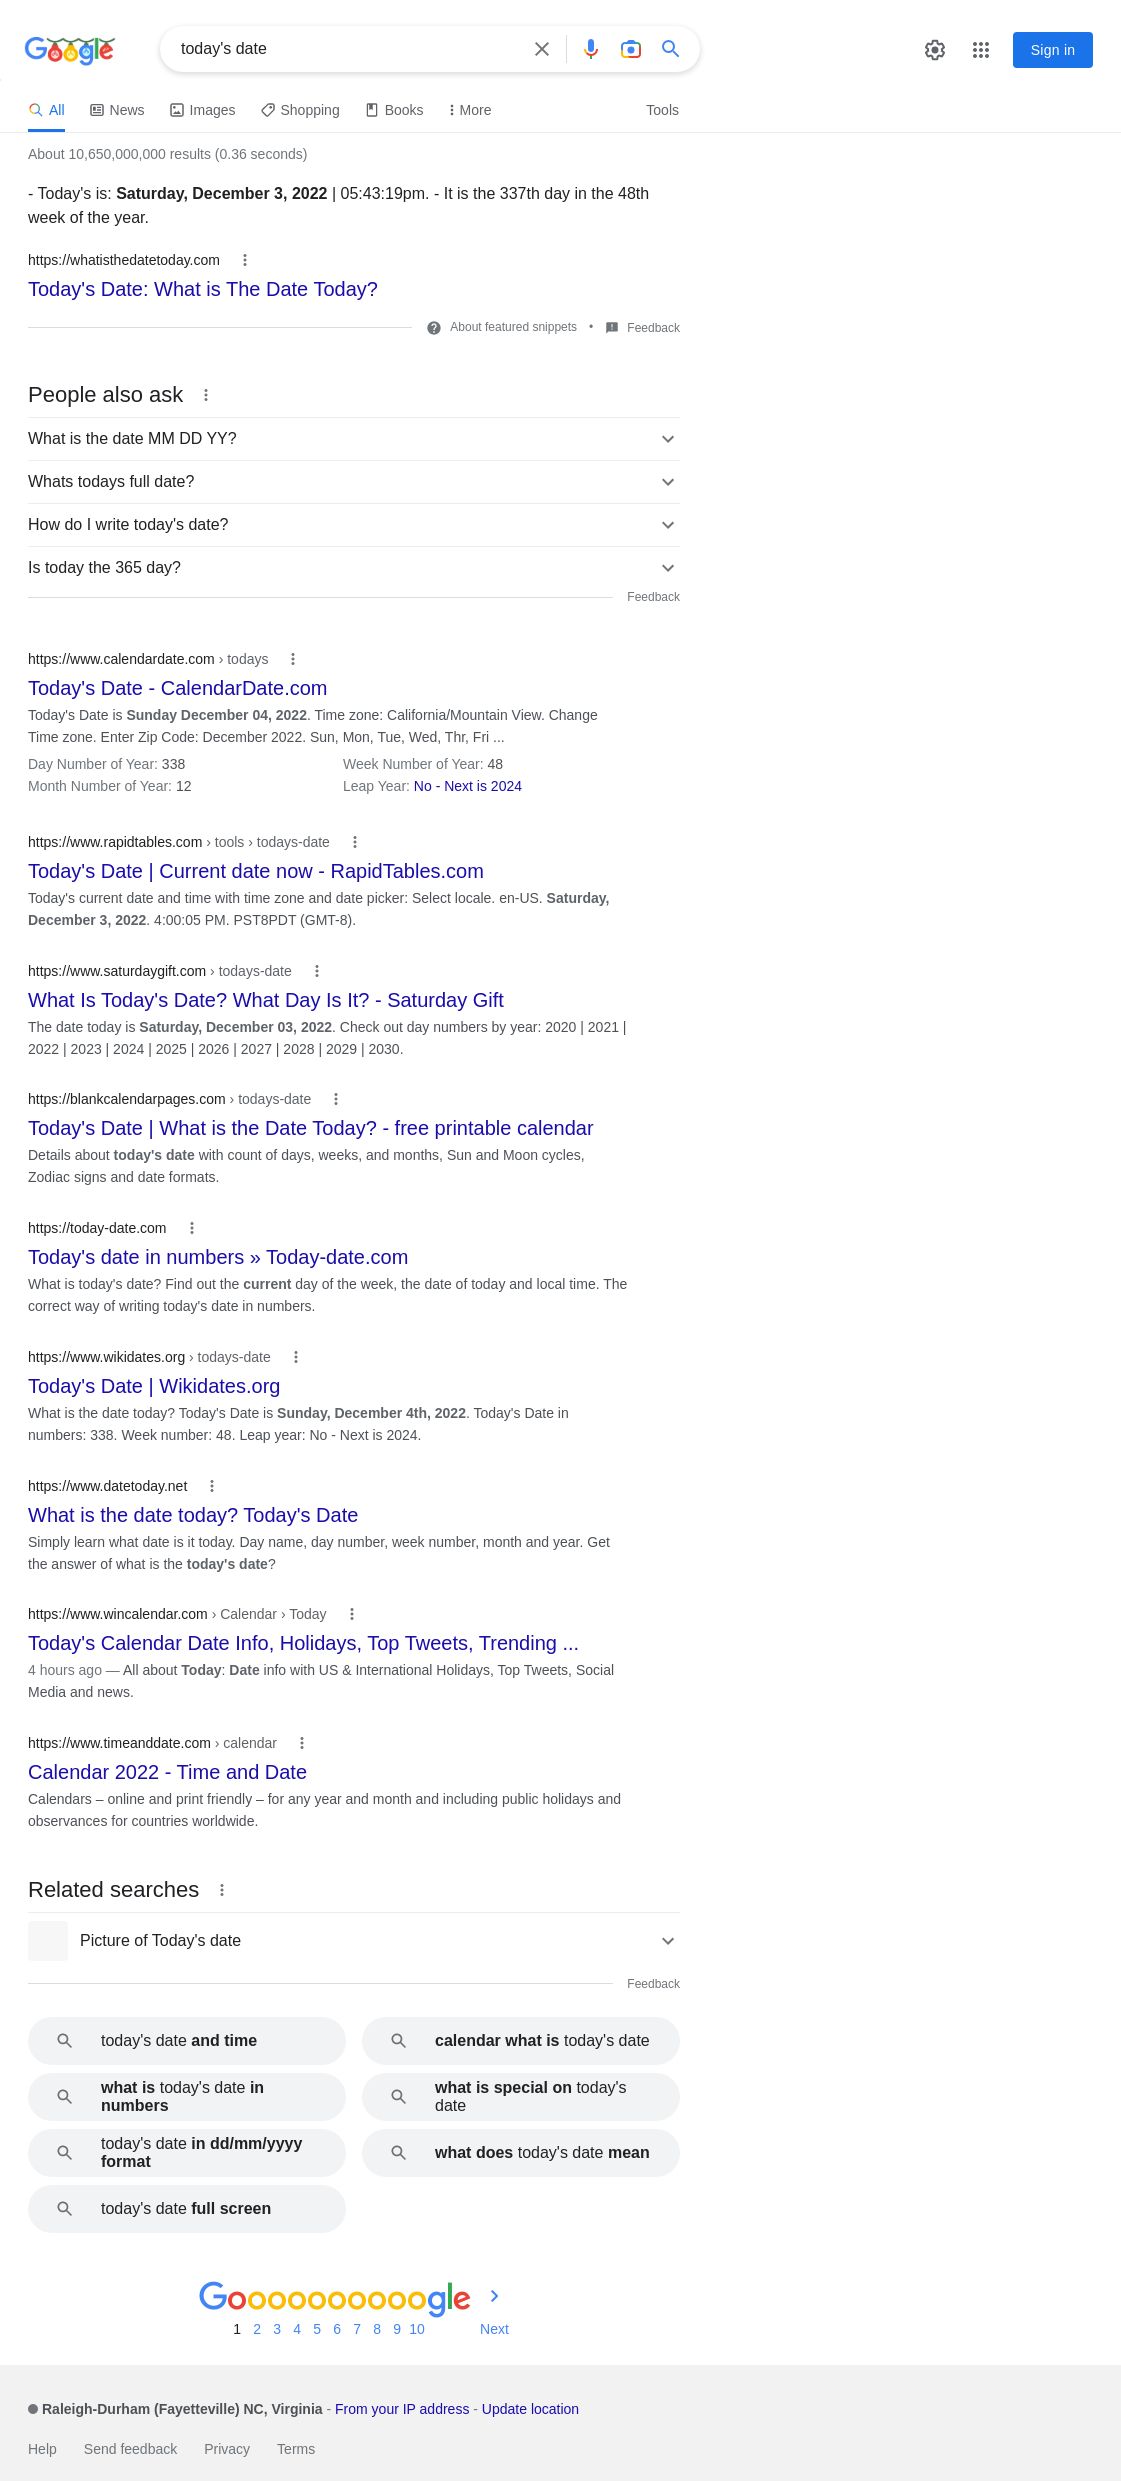 Google
today's date
Sign in
All News Images Shopping Books More Tools
About 10,650,000,000 results (0.36 seconds)
- Today's is: Saturday, December 3, 2022 | 05:43:19pm. - It is the 337th day in the 48th
week of the year.
https://whatisthedatetoday.com
Today's Date: What is The Date Today?
About featured snippets • Feedback
People also ask
What is the date MM DD YY?
Whats todays full date?
How do I write today's date?
Is today the 365 day?
Feedback
https://www.calendardate.com › todays
Today's Date - CalendarDate.com
Today's Date is Sunday December 04, 2022. Time zone: California/Mountain View. Change
Time zone. Enter Zip Code: December 2022. Sun, Mon, Tue, Wed, Thr, Fri ...
Day Number of Year: 338 Week Number of Year: 48
Month Number of Year: 12 Leap Year: No - Next is 2024
https://www.rapidtables.com › tools › todays-date
Today's Date | Current date now - RapidTables.com
Today's current date and time with time zone and date picker: Select locale. en-US. Saturday,
December 3, 2022. 4:00:05 PM. PST8PDT (GMT-8).
https://www.saturdaygift.com › todays-date
What Is Today's Date? What Day Is It? - Saturday Gift
The date today is Saturday, December 03, 2022. Check out day numbers by year: 2020 | 2021 |
2022 | 2023 | 2024 | 2025 | 2026 | 2027 | 2028 | 2029 | 2030.
https://blankcalendarpages.com › todays-date
Today's Date | What is the Date Today? - free printable calendar
Details about today's date with count of days, weeks, and months, Sun and Moon cycles,
Zodiac signs and date formats.
https://today-date.com
Today's date in numbers » Today-date.com
What is today's date? Find out the current day of the week, the date of today and local time. The
correct way of writing today's date in numbers.
https://www.wikidates.org › todays-date
Today's Date | Wikidates.org
What is the date today? Today's Date is Sunday, December 4th, 2022. Today's Date in
numbers: 338. Week number: 48. Leap year: No - Next is 2024.
https://www.datetoday.net
What is the date today? Today's Date
Simply learn what date is it today. Day name, day number, week number, month and year. Get
the answer of what is the today's date?
https://www.wincalendar.com › Calendar › Today
Today's Calendar Date Info, Holidays, Top Tweets, Trending ...
4 hours ago — All about Today: Date info with US & International Holidays, Top Tweets, Social
Media and news.
https://www.timeanddate.com › calendar
Calendar 2022 - Time and Date
Calendars – online and print friendly – for any year and month and including public holidays and
observances for countries worldwide.
Related searches
Picture of Today's date
Feedback
today's date and time
calendar what is today's date
what is today's date in
numbers
what is special on today's
date
today's date in dd/mm/yyyy
format
what does today's date mean
today's date full screen
Goooooooooogle
1 2 3 4 5 6 7 8 9 10 Next
Raleigh-Durham (Fayetteville) NC, Virginia - From your IP address - Update location
Help Send feedback Privacy Terms